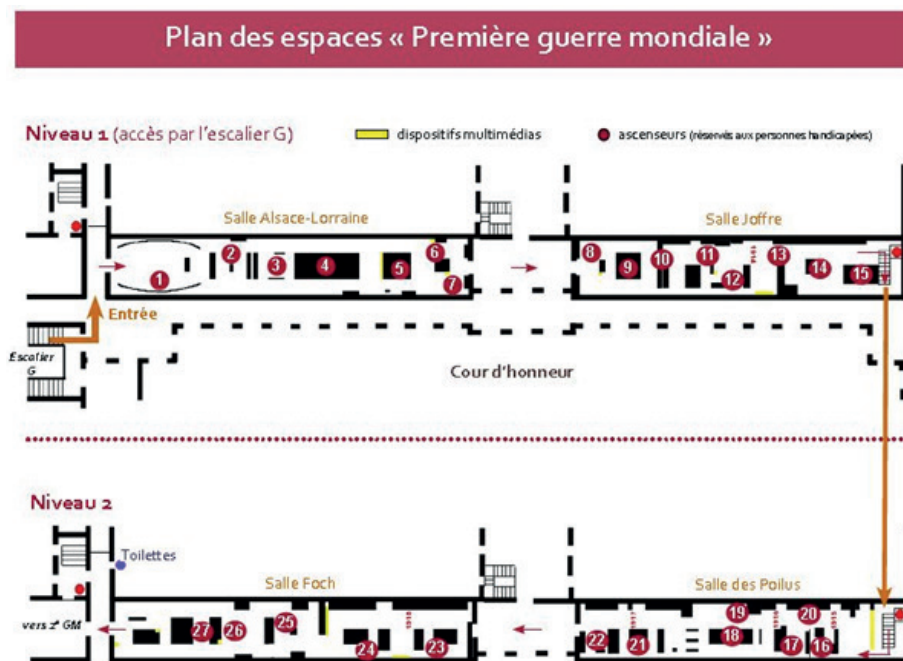 Plan des espaces « Première guerre mondiale »
Niveau 1 (accès par l'escalier G)
dispositifs multimédias
ascenseurs (réservés aux personnes handicapées)
Salle Alsace-Lorraine
Salle Joffre
1
2
3
4
5
6
7
8
9
10
11
12
13
14
15
Entrée
Escalier
G
Cour d'honneur
Niveau 2
Toilettes
Salle Foch
Salle des Poilus
vers 2e GM
27
26
25
24
23
22
21
20
19
18
17
16